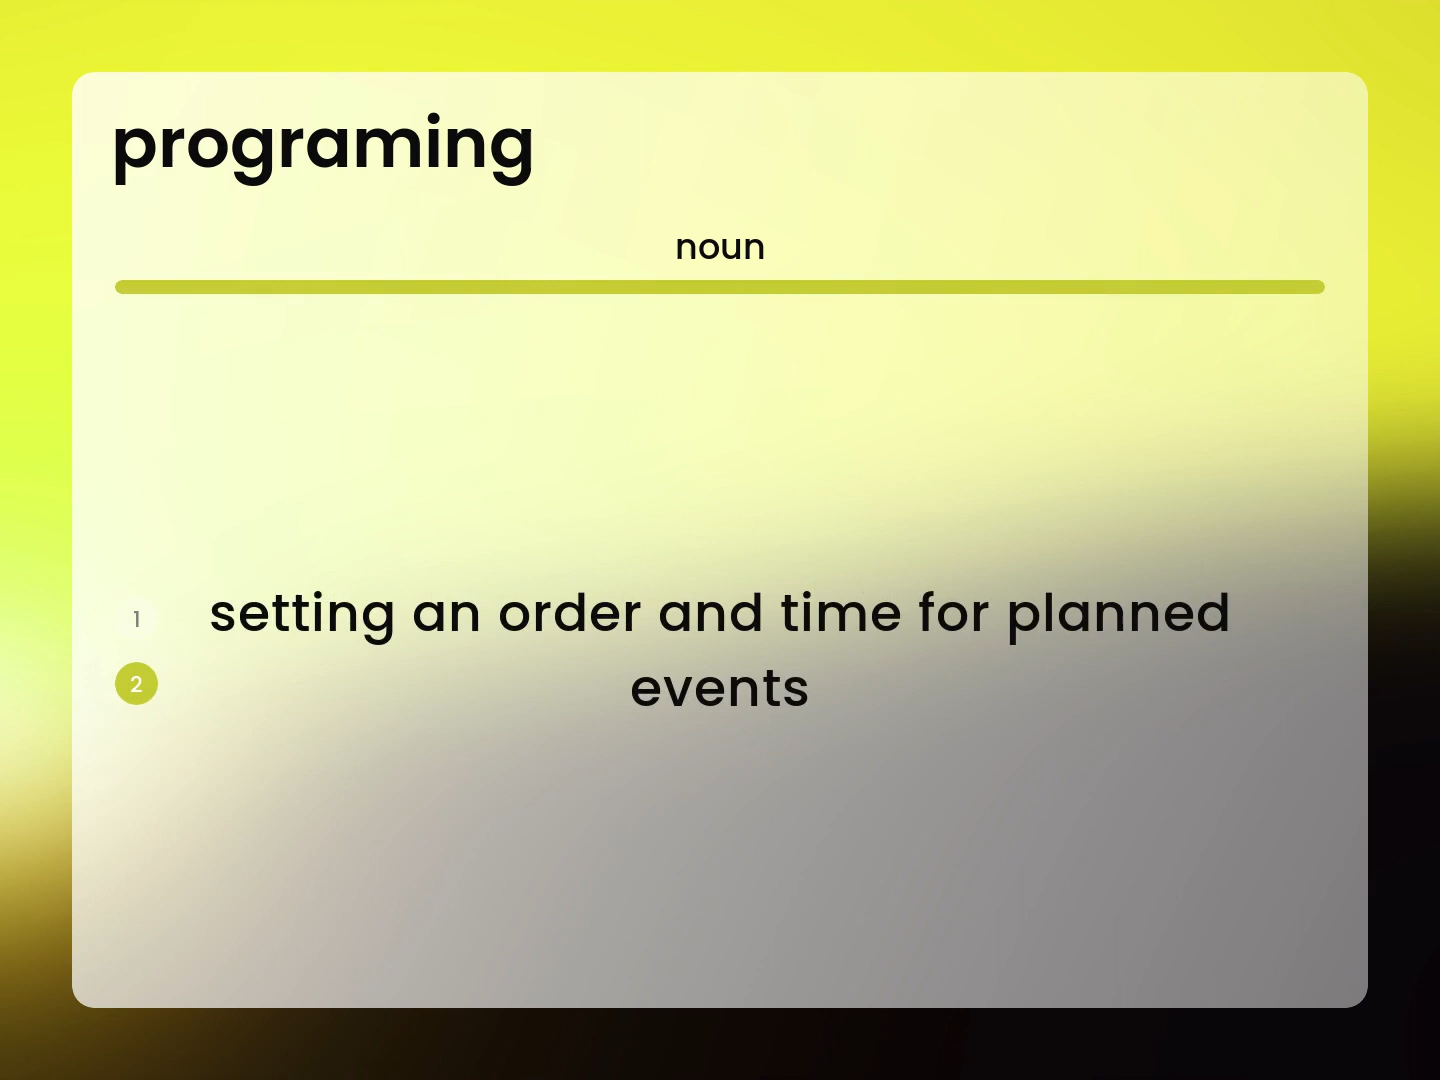 programing
noun
1
setting an order and time for planned
2
events